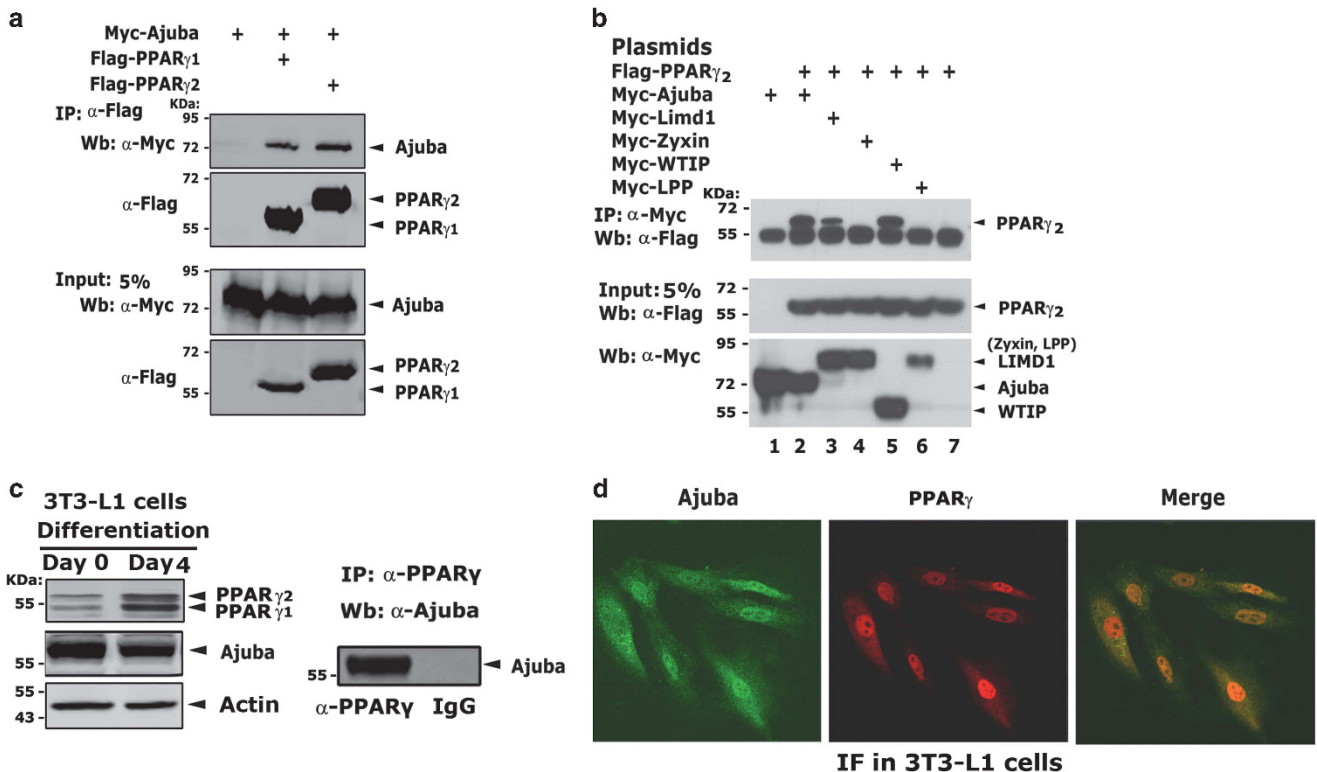 a
Myc-Ajuba + + +
Flag-PPARγ1 +
Flag-PPARγ2 +
IP: α-Flag KDa:
95 -
Wb: α-Myc 72 - Ajuba
72 -
α-Flag PPARγ2
55 - PPARγ1
Input: 5% 95 -
Wb: α-Myc 72 - Ajuba
72 -
α-Flag PPARγ2
55 - PPARγ1
b
Plasmids
Flag-PPARγ2 + + + + + +
Myc-Ajuba + +
Myc-Limd1 +
Myc-Zyxin +
Myc-WTIP +
Myc-LPP KDa: +
IP: α-Myc 72 - PPARγ2
Wb: α-Flag 55 -
Input: 5% 72 -
Wb: α-Flag 55 - PPARγ2
Wb: α-Myc 95 - (Zyxin, LPP)
LIMD1
72 - Ajuba
55 - WTIP
1 2 3 4 5 6 7
c
3T3-L1 cells
Differentiation
Day 0 Day 4
KDa:
55 - PPARγ2
PPARγ1
Ajuba
55 -
55 -
Actin
43 -
IP: α-PPARγ
Wb: α-Ajuba
55 - Ajuba
α-PPARγ IgG
d
Ajuba PPARγ Merge
IF in 3T3-L1 cells